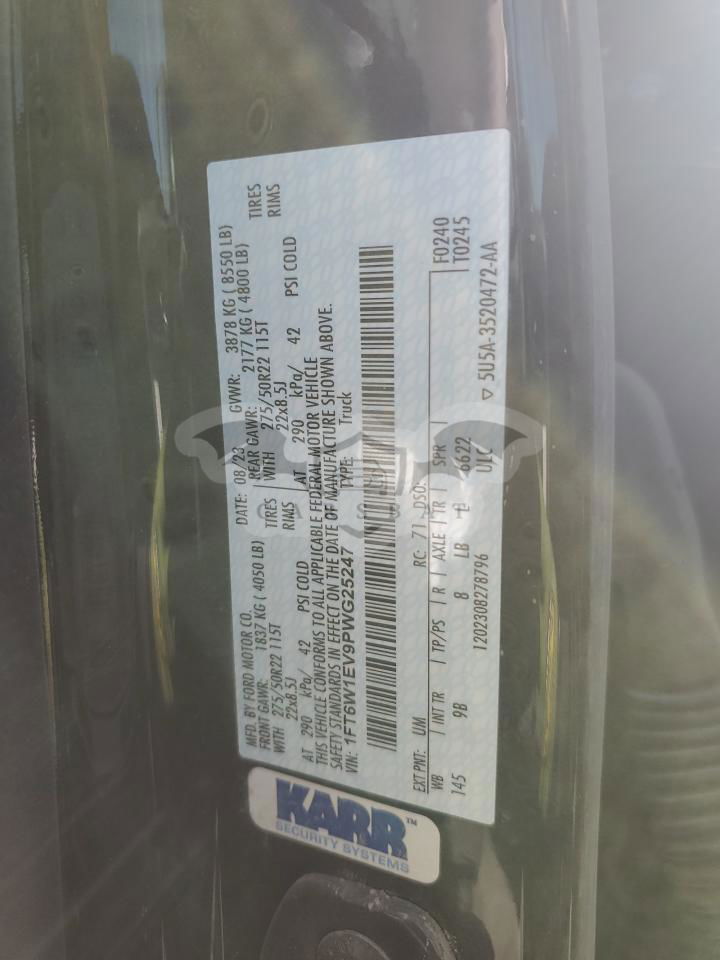 MFD. BY FORD MOTOR CO.
DATE: 08/23 GVWR: 3878 KG ( 8550 LB)
FRONT GAWR: 1837 KG ( 4050 LB) REAR GAWR: 2177 KG ( 4800 LB)
WITH 275/50R22 115T TIRES WITH 275/50R22 115T TIRES
22x8.5J RIMS 22x8.5J RIMS
AT 290 kPa/ 42 PSI COLD AT 290 kPa/ 42 PSI COLD
THIS VEHICLE CONFORMS TO ALL APPLICABLE FEDERAL MOTOR VEHICLE
SAFETY STANDARDS IN EFFECT ON THE DATE OF MANUFACTURE SHOWN ABOVE.
VIN: 1FT6W1EV9PWG25247 TYPE: Truck
EXT PNT: UM RC: 71 DSO: F0240
WB INT TR TP/PS R AXLE TR SPR T0245
145 9B 8 LB 6622
1202308278796 UTC ▽ 5U5A-3520472-AA
KARR™
SECURITY SYSTEMS